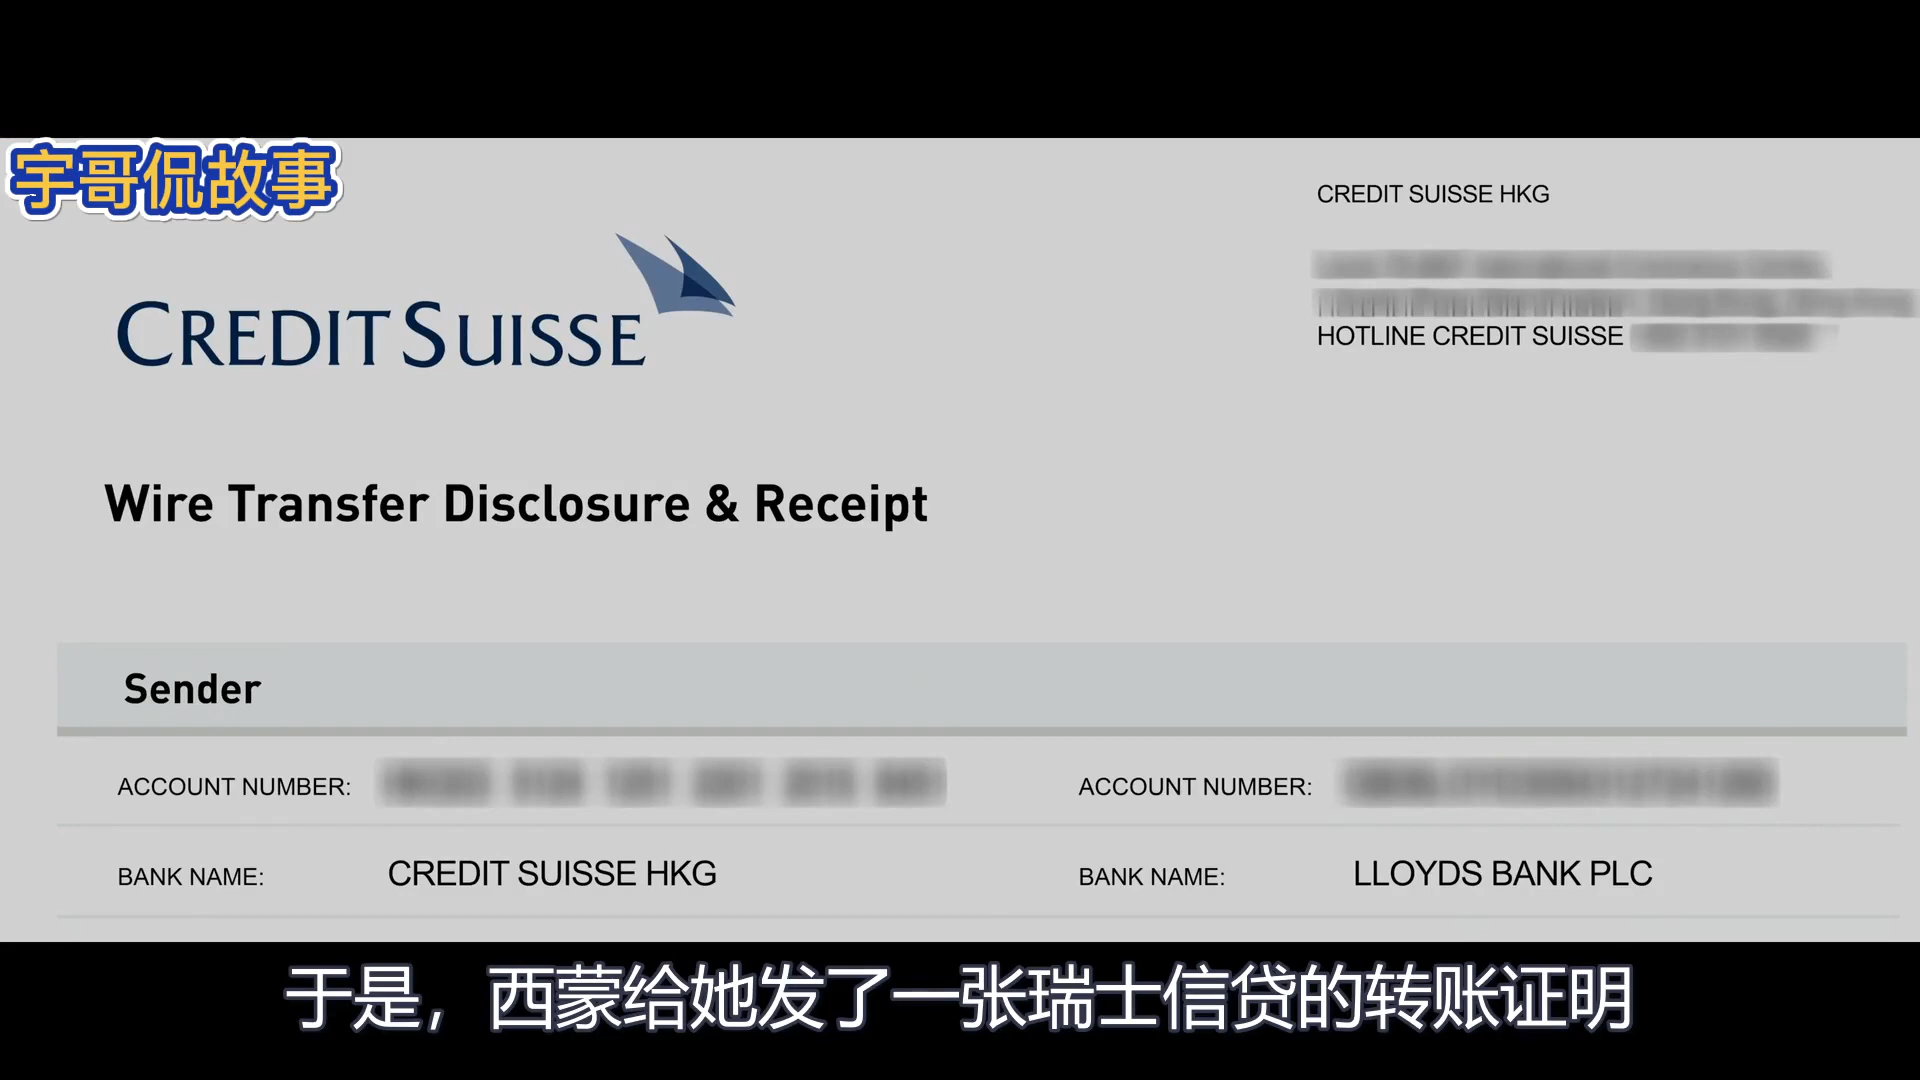 宇哥侃故事
CREDIT SUISSE HKG
HOTLINE CREDIT SUISSE
CREDIT SUISSE
Wire Transfer Disclosure & Receipt
Sender
ACCOUNT NUMBER: ACCOUNT NUMBER:
BANK NAME: CREDIT SUISSE HKG BANK NAME: LLOYDS BANK PLC
于是，西蒙给她发了一张瑞士信贷的转账证明